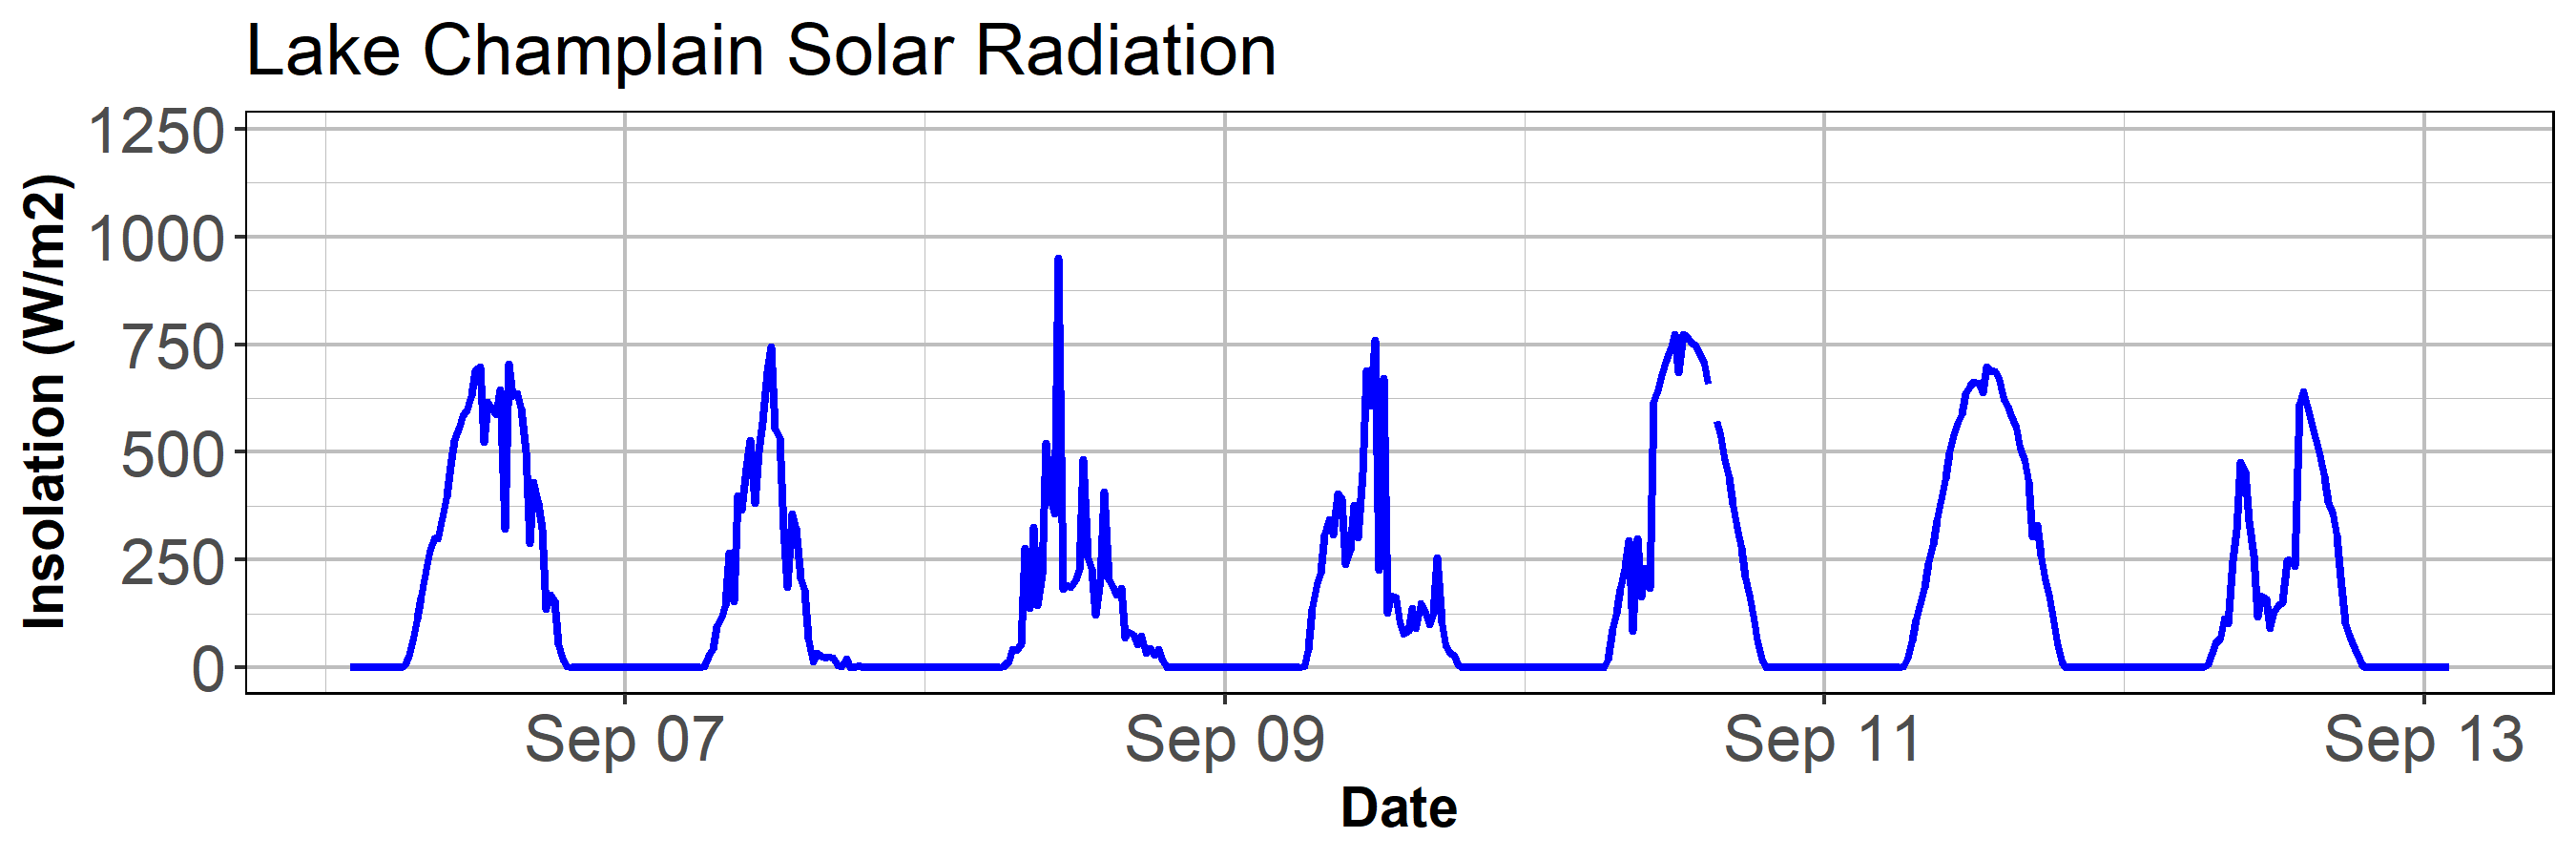 Lake Champlain Solar Radiation
1250
1000
750
500
250
0
Insolation (W/m2)
Sep 07 Sep 09 Sep 11 Sep 13
Date